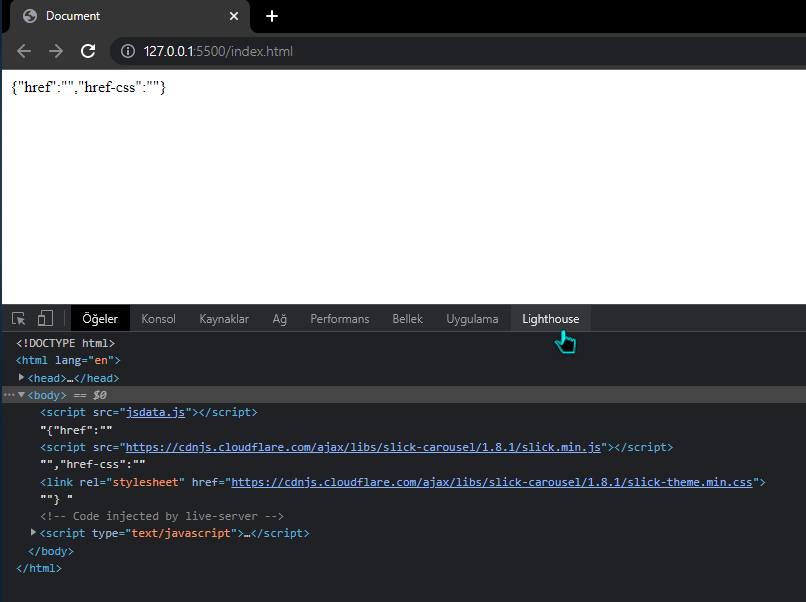 Document
127.0.0.1:5500/index.html
{"href":"","href-css":""}
Öğeler Konsol Kaynaklar Ağ Performans Bellek Uygulama Lighthouse
<!DOCTYPE html>
<html lang="en">
<head>…</head>
<body> == $0
<script src="jsdata.js"></script>
"{"href":""
<script src="https://cdnjs.cloudflare.com/ajax/libs/slick-carousel/1.8.1/slick.min.js"></script>
"","href-css":""
<link rel="stylesheet" href="https://cdnjs.cloudflare.com/ajax/libs/slick-carousel/1.8.1/slick-theme.min.css">
""} "
<!-- Code injected by live-server -->
<script type="text/javascript">…</script>
</body>
</html>